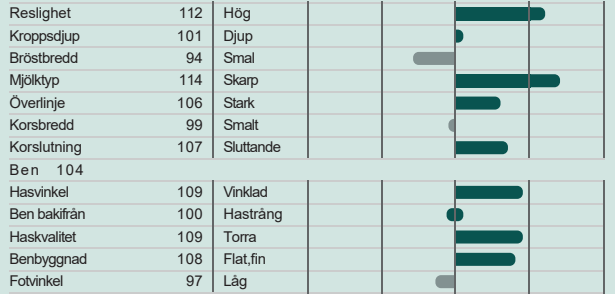 Reslighet 112 Hög
Kroppsdjup 101 Djup
Bröstbredd 94 Smal
Mjölktyp 114 Skarp
Överlinje 106 Stark
Korsbredd 99 Smalt
Korslutning 107 Sluttande
Ben 104
Hasvinkel 109 Vinklad
Ben bakifrån 100 Hastrång
Haskvalitet 109 Torra
Benbyggnad 108 Flat,fin
Fotvinkel 97 Låg